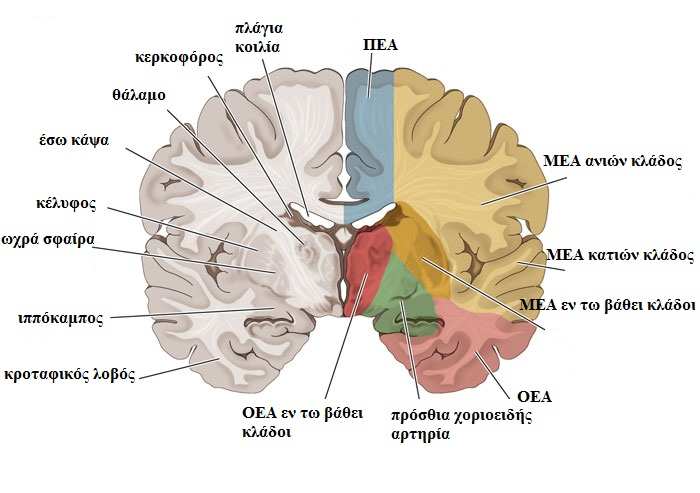 πλάγια
κοιλία
ΠΕΑ
κερκοφόρος
θάλαμο
έσω κάψα
ΜΕΑ ανιών κλάδος
κέλυφος
ωχρά σφαίρα
ΜΕΑ κατιών κλάδος
ΜΕΑ εν τω βάθει κλάδοι
ιππόκαμπος
κροταφικός λοβός
ΟΕΑ εν τω βάθει
κλάδοι
πρόσθια χοριοειδής
αρτηρία
ΟΕΑ